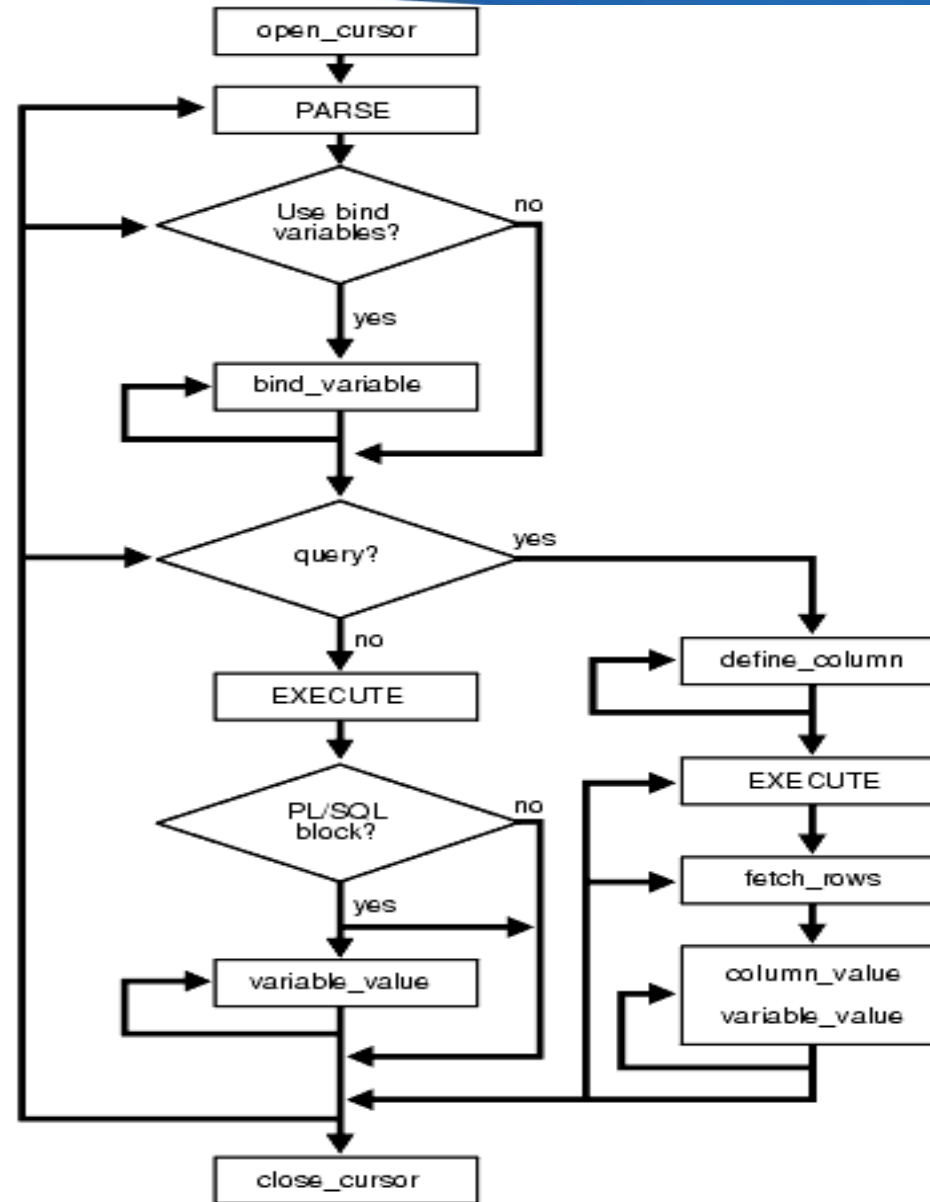 open_cursor
PARSE
Use bind
variables?
no
yes
bind_variable
query?
yes
no
define_column
EXECUTE
EXECUTE
PL/SQL
block?
no
fetch_rows
yes
variable_value
column_value
variable_value
close_cursor